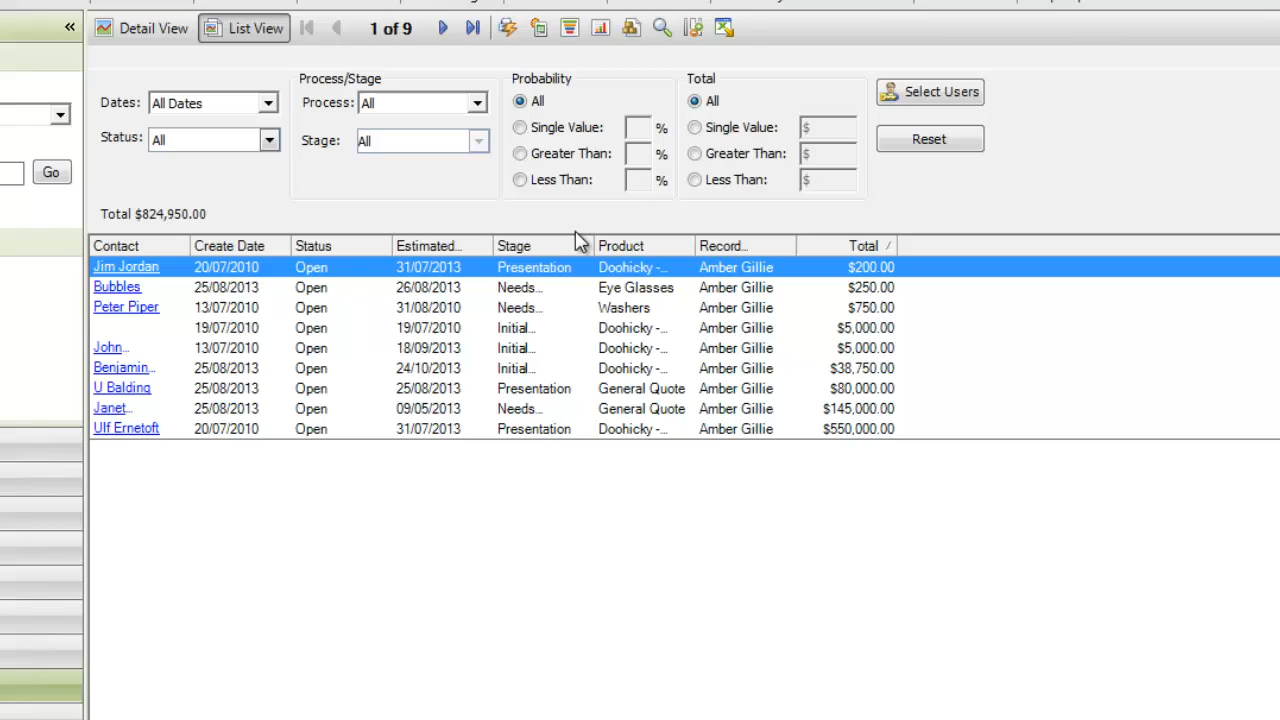 Detail View List View 1 of 9
Process/Stage Probability Total
Dates: All Dates Process: All All All Select Users
Status: All Stage: All Single Value: % Single Value: $ Reset
Go Greater Than: % Greater Than: $
Less Than: % Less Than: $
Total $824,950.00
Contact Create Date Status Estimated... Stage Product Record... Total
Jim Jordan 20/07/2010 Open 31/07/2013 Presentation Doohicky -... Amber Gillie $200.00
Bubbles 25/08/2013 Open 26/08/2013 Needs... Eye Glasses Amber Gillie $250.00
Peter Piper 13/07/2010 Open 31/08/2010 Needs... Washers Amber Gillie $750.00
19/07/2010 Open 19/07/2010 Initial... Doohicky -... Amber Gillie $5,000.00
John... 13/07/2010 Open 18/09/2013 Initial... Doohicky -... Amber Gillie $5,000.00
Benjamin... 25/08/2013 Open 24/10/2013 Initial... Doohicky -... Amber Gillie $38,750.00
U Balding 25/08/2013 Open 25/08/2013 Presentation General Quote Amber Gillie $80,000.00
Janet... 25/08/2013 Open 09/05/2013 Needs... General Quote Amber Gillie $145,000.00
Ulf Ernetoft 20/07/2010 Open 31/07/2013 Presentation Doohicky -... Amber Gillie $550,000.00